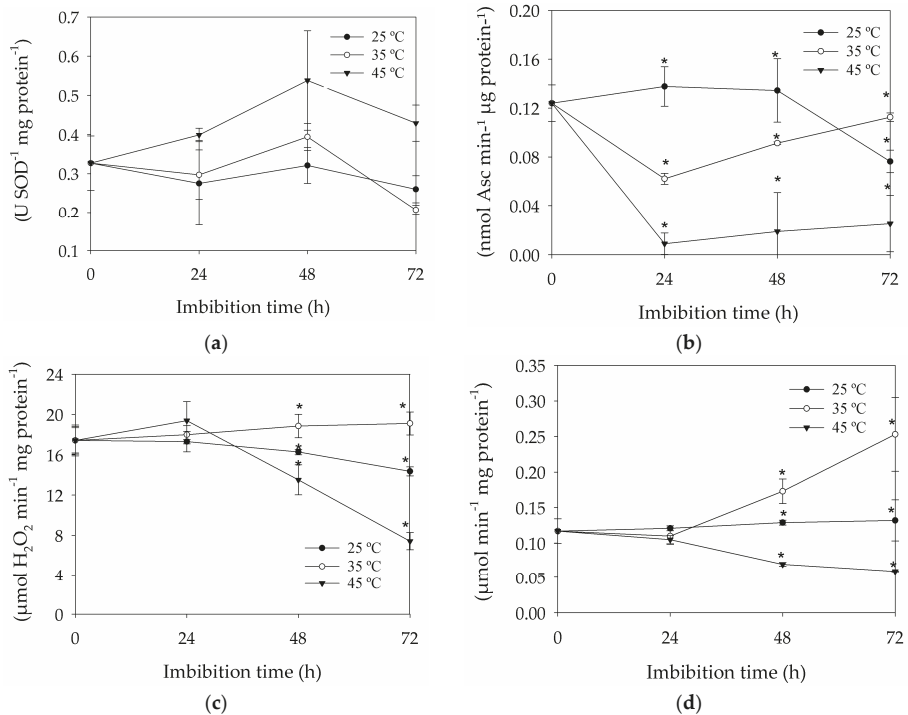 0.7
0.6
0.5
0.4
0.3
0.2
0.1
(U SOD⁻¹ mg protein⁻¹)
25 ºC
35 ºC
45 ºC
0 24 48 72
Imbibition time (h)
(a)
0.20
0.16
0.12
0.08
0.04
0.00
(nmol Asc min-¹ µg protein-¹)
25 ºC
35 ºC
45 ºC
* * * * * * * * *
0 24 48 72
Imbibition time (h)
(b)
24
20
16
12
8
4
0
(µmol H₂O₂ min⁻¹ mg protein⁻¹)
* * * * * *
25 ºC
35 ºC
45 ºC
0 24 48 72
Imbibition time (h)
(c)
0.35
0.30
0.25
0.20
0.15
0.10
0.05
0.00
(µmol min⁻¹ mg protein⁻¹)
25 ºC
35 ºC
45 ºC
* * * * * *
0 24 48 72
Imbibition time (h)
(d)